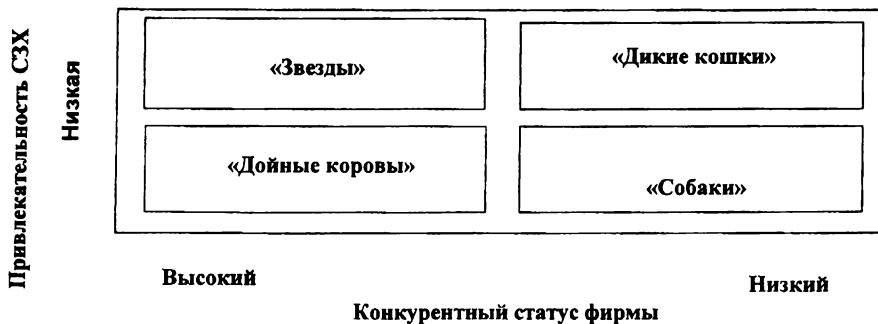 Привлекательность СЗХ
Низкая
«Звезды»
«Дикие кошки»
«Дойные коровы»
«Собаки»
Высокий
Низкий
Конкурентный статус фирмы